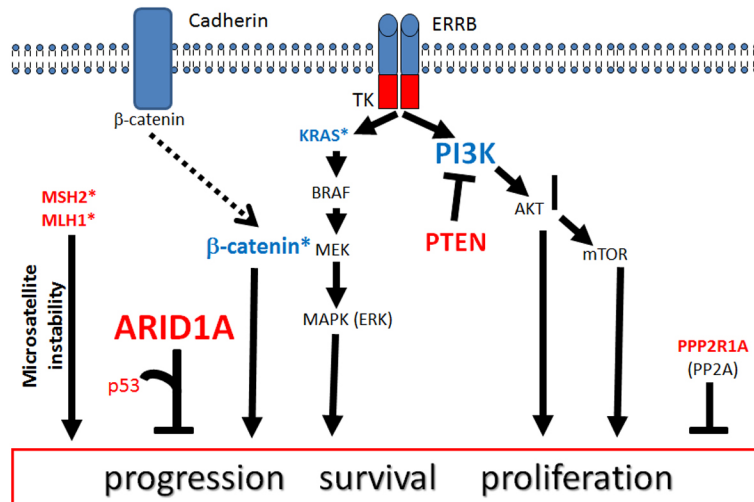 Cadherin
ERRB
TK
β-catenin
KRAS*
PI3K
BRAF
MSH2*
MLH1*
AKT
PTEN
β-catenin*
MEK
mTOR
Microsatellite
instability
ARID1A
MAPK (ERK)
p53
PPP2R1A
(PP2A)
progression survival proliferation